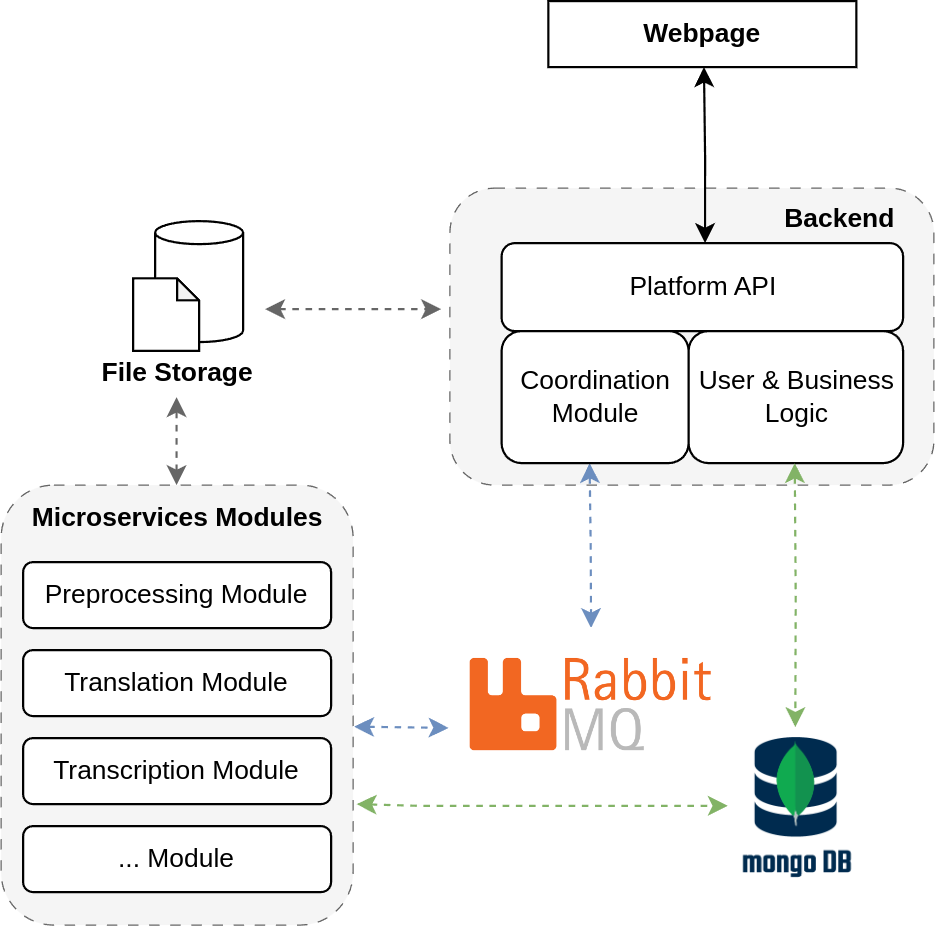 Webpage
Backend
Platform API
Coordination
Module
User & Business
Logic
File Storage
Microservices Modules
Preprocessing Module
Translation Module
Transcription Module
... Module
Rabbit
MQ
mongo DB